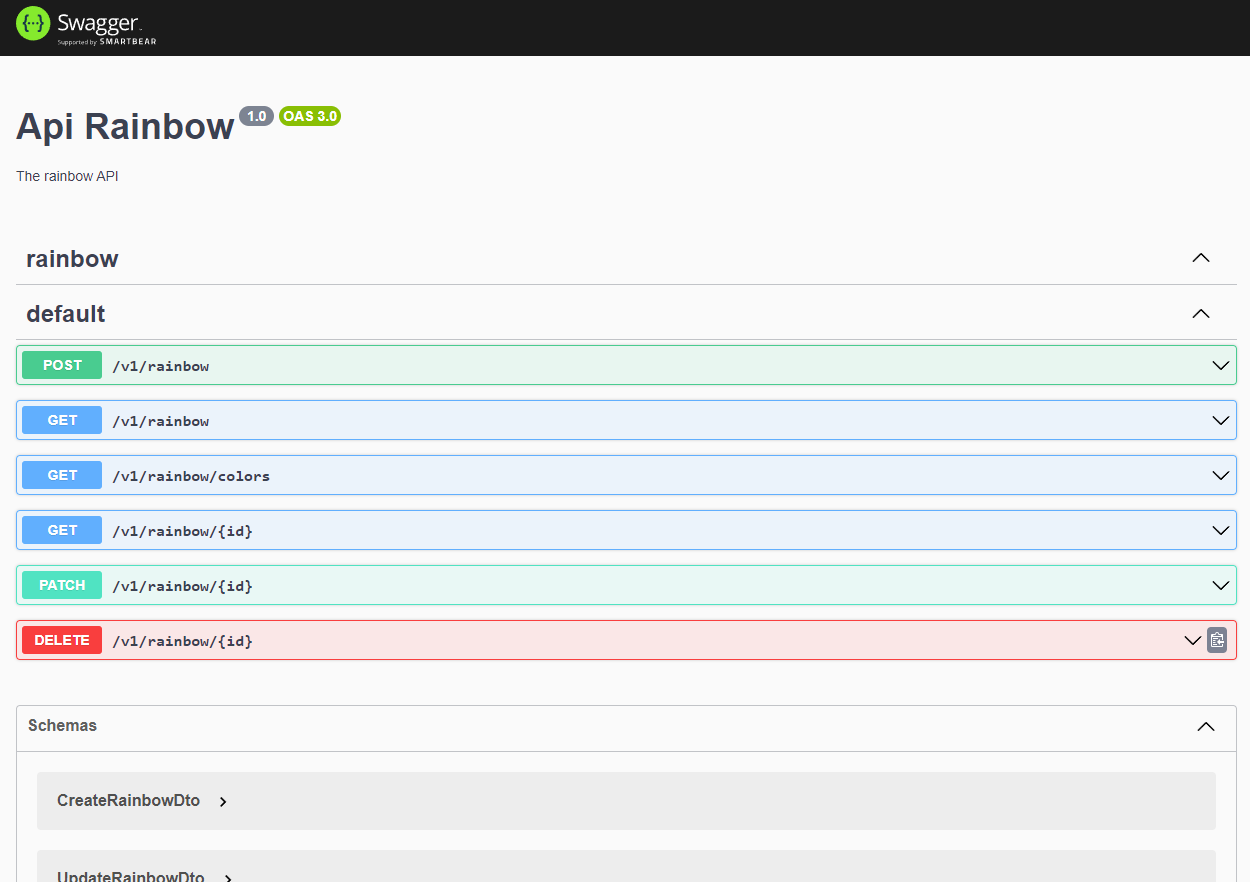 {···} Swagger
Supported by SMARTBEAR
Api Rainbow 1.0 OAS 3.0
The rainbow API
rainbow
default
POST /v1/rainbow
GET /v1/rainbow
GET /v1/rainbow/colors
GET /v1/rainbow/{id}
PATCH /v1/rainbow/{id}
DELETE /v1/rainbow/{id}
Schemas
CreateRainbowDto
UpdateRainbowDto